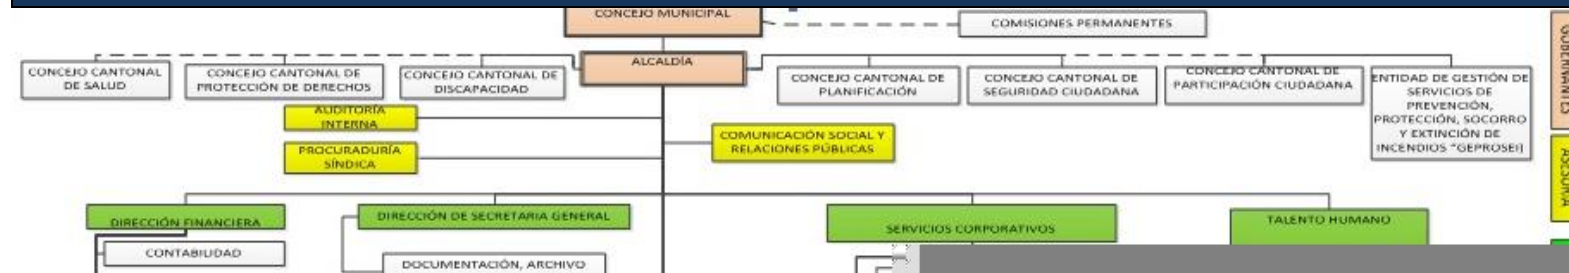 CONCEJO MUNICIPAL
COMISIONES PERMANENTES
ALCALDÍA
CONCEJO CANTONAL
DE SALUD
CONCEJO CANTONAL DE
PROTECCIÓN DE DERECHOS
CONCEJO CANTONAL DE
DISCAPACIDAD
CONCEJO CANTONAL DE
PLANIFICACIÓN
CONCEJO CANTONAL DE
SEGURIDAD CIUDADANA
CONCEJO CANTONAL DE
PARTICIPACIÓN CIUDADANA
ENTIDAD DE GESTIÓN DE
SERVICIOS DE
PREVENCIÓN,
PROTECCIÓN, SOCORRO
Y EXTINCIÓN DE
INCENDIOS "GEPROSEI)
GOBERNANTES
AUDITORÍA
INTERNA
COMUNICACIÓN SOCIAL Y
RELACIONES PÚBLICAS
PROCURADURÍA
SÍNDICA
ASESORIA
DIRECCIÓN FINANCIERA
DIRECCIÓN DE SECRETARIA GENERAL
SERVICIOS CORPORATIVOS
TALENTO HUMANO
CONTABILIDAD
DOCUMENTACIÓN, ARCHIVO